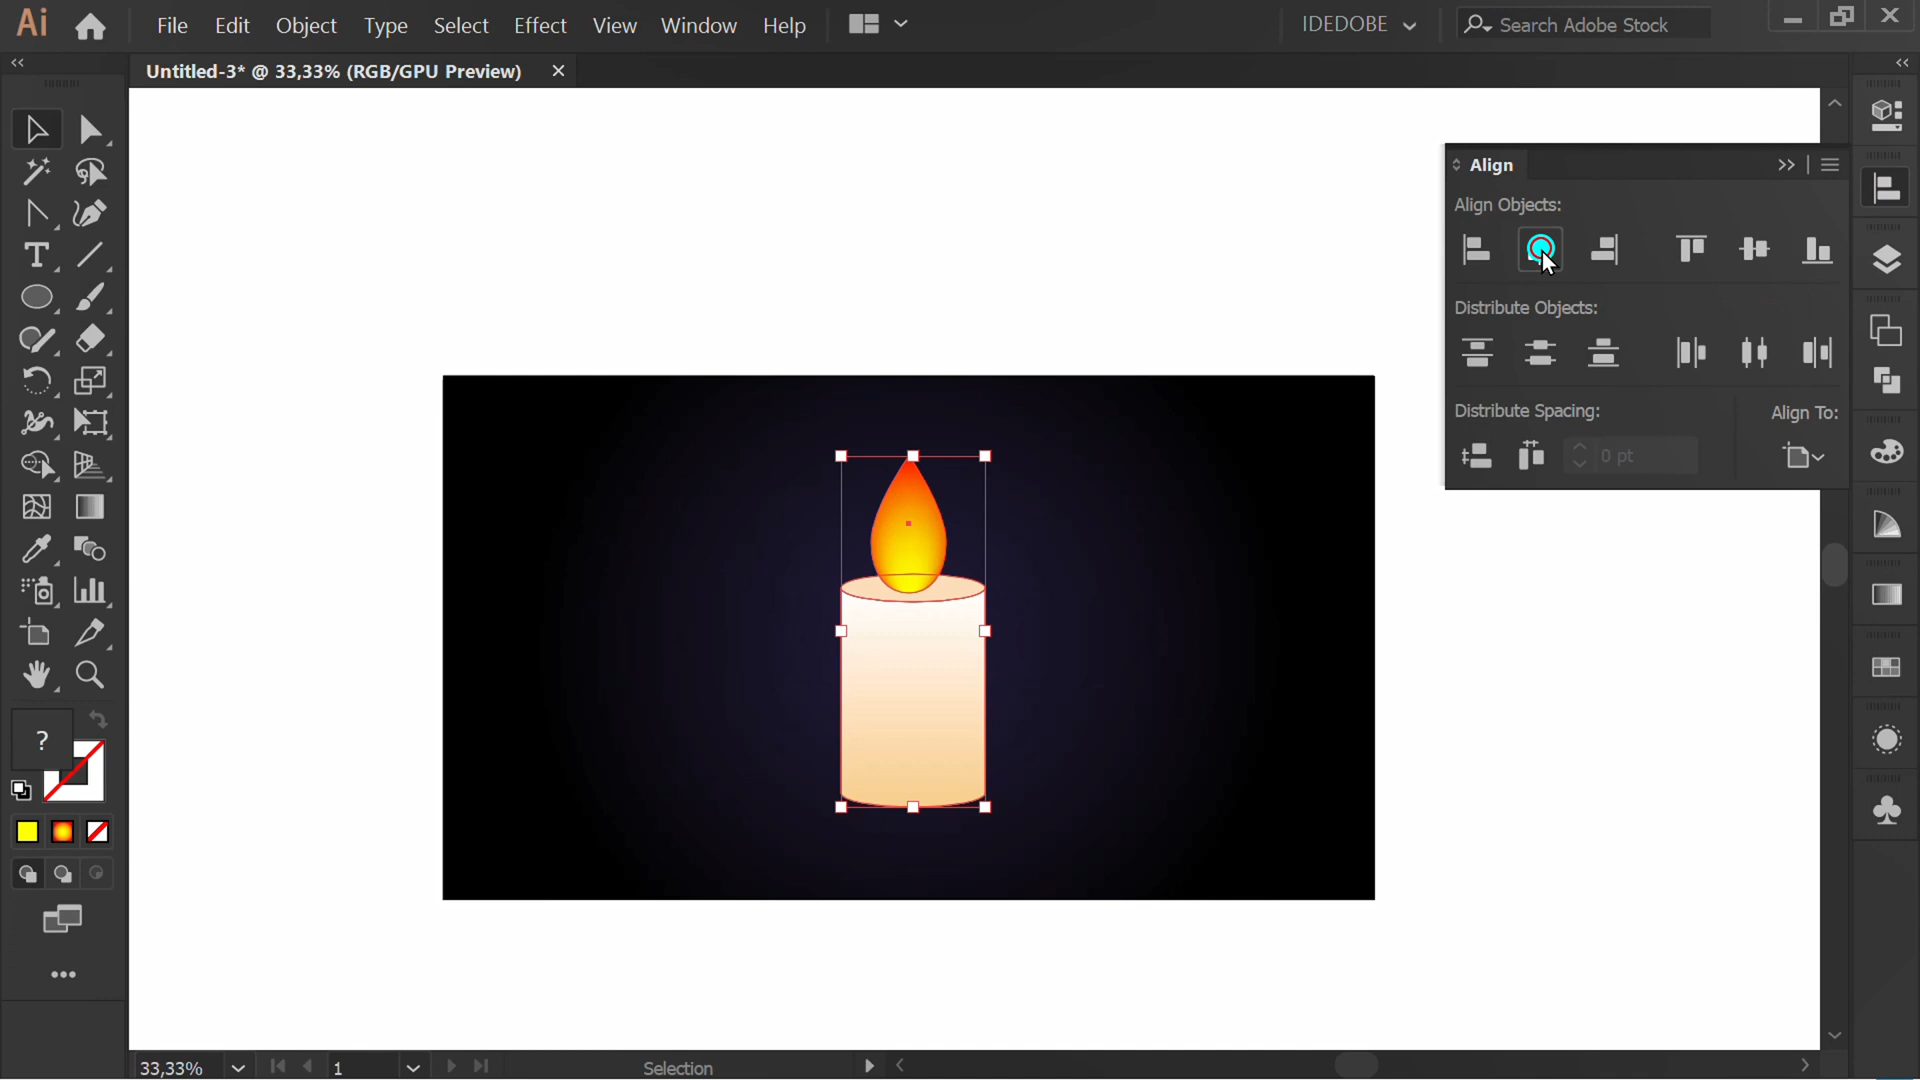 Ai File Edit Object Type Select Effect View Window Help IDEDOBE Search Adobe Stock
Untitled-3* @ 33,33% (RGB/GPU Preview)
Align
Align Objects:
Distribute Objects:
Distribute Spacing: Align To:
0 pt
T
?
33,33% 1 Selection